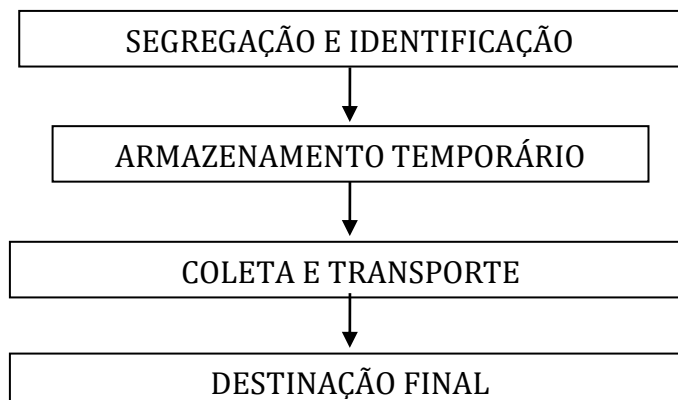 SEGREGAÇÃO E IDENTIFICAÇÃO
ARMAZENAMENTO TEMPORÁRIO
COLETA E TRANSPORTE
DESTINAÇÃO FINAL